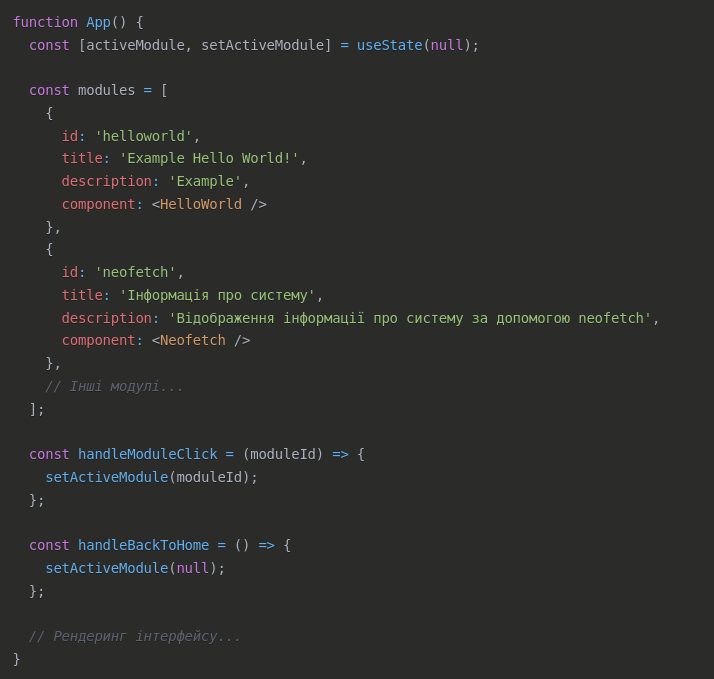 function App() {
  const [activeModule, setActiveModule] = useState(null);

  const modules = [
    {
      id: 'helloworld',
      title: 'Example Hello World!',
      description: 'Example',
      component: <HelloWorld />
    },
    {
      id: 'neofetch',
      title: 'Інформація про систему',
      description: 'Відображення інформації про систему за допомогою neofetch',
      component: <Neofetch />
    },
    // Інші модулі...
  ];

  const handleModuleClick = (moduleId) => {
    setActiveModule(moduleId);
  };

  const handleBackToHome = () => {
    setActiveModule(null);
  };

  // Рендеринг інтерфейсу...
}